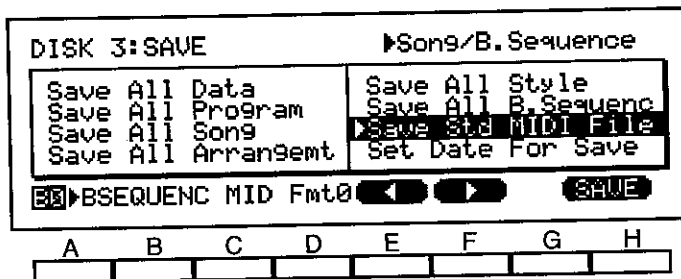 DISK 3:SAVE ▶Song/B.Sequence
Save All Data
Save All Program
Save All Song
Save All Arrangemt
Save All Style
Save All B.Sequenc
▶Save Std MIDI File
Set Date For Save
BS▶BSEQUENC MID Fmt0 ◀ ▶ SAVE
A B C D E F G H